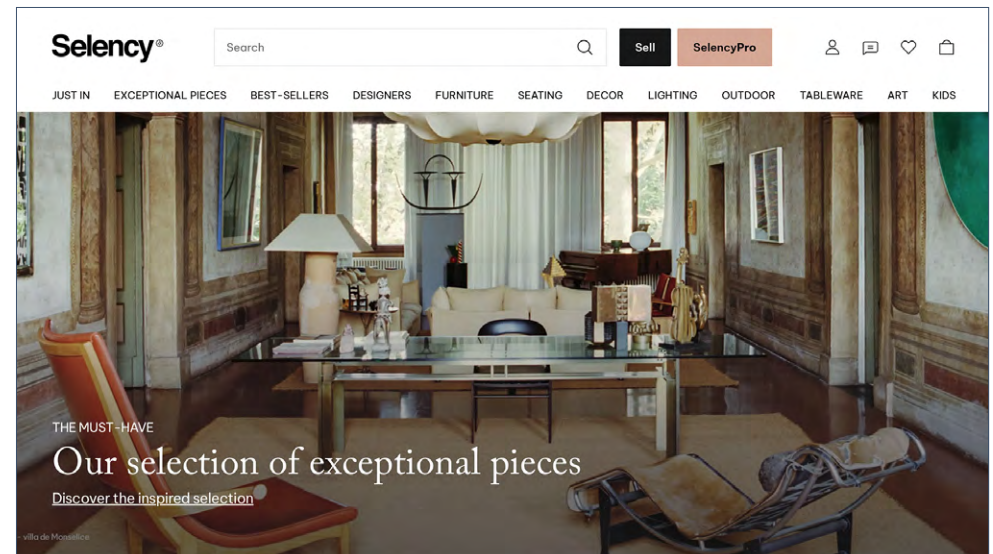 Selency®
Search
Sell
SelencyPro
JUST IN EXCEPTIONAL PIECES BEST-SELLERS DESIGNERS FURNITURE SEATING DECOR LIGHTING OUTDOOR TABLEWARE ART KIDS
THE MUST-HAVE
Our selection of exceptional pieces
Discover the inspired selection
- villa de Monselice